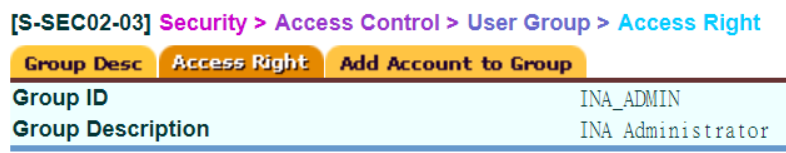 [S-SEC02-03] Security > Access Control > User Group > Access Right
Group Desc Access Right Add Account to Group
Group ID INA_ADMIN
Group Description INA Administrator